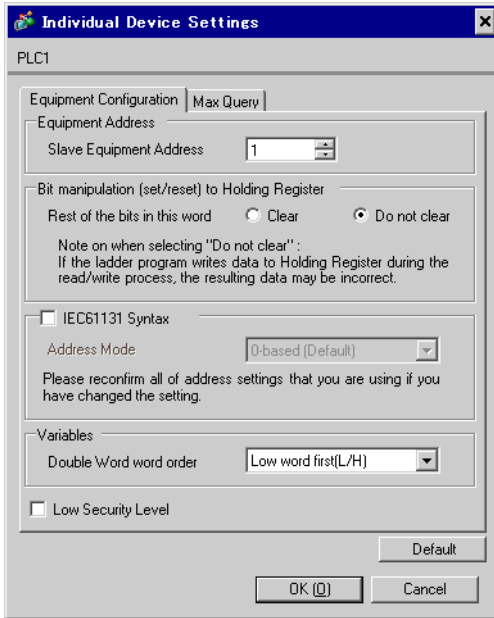 Individual Device Settings
PLC1
Equipment Configuration Max Query
Equipment Address
Slave Equipment Address 1
Bit manipulation (set/reset) to Holding Register
Rest of the bits in this word Clear Do not clear
Note on when selecting "Do not clear" :
If the ladder program writes data to Holding Register during the
read/write process, the resulting data may be incorrect.
IEC61131 Syntax
Address Mode 0-based (Default)
Please reconfirm all of address settings that you are using if you
have changed the setting.
Variables
Double Word word order Low word first(L/H)
Low Security Level
Default
OK (O) Cancel